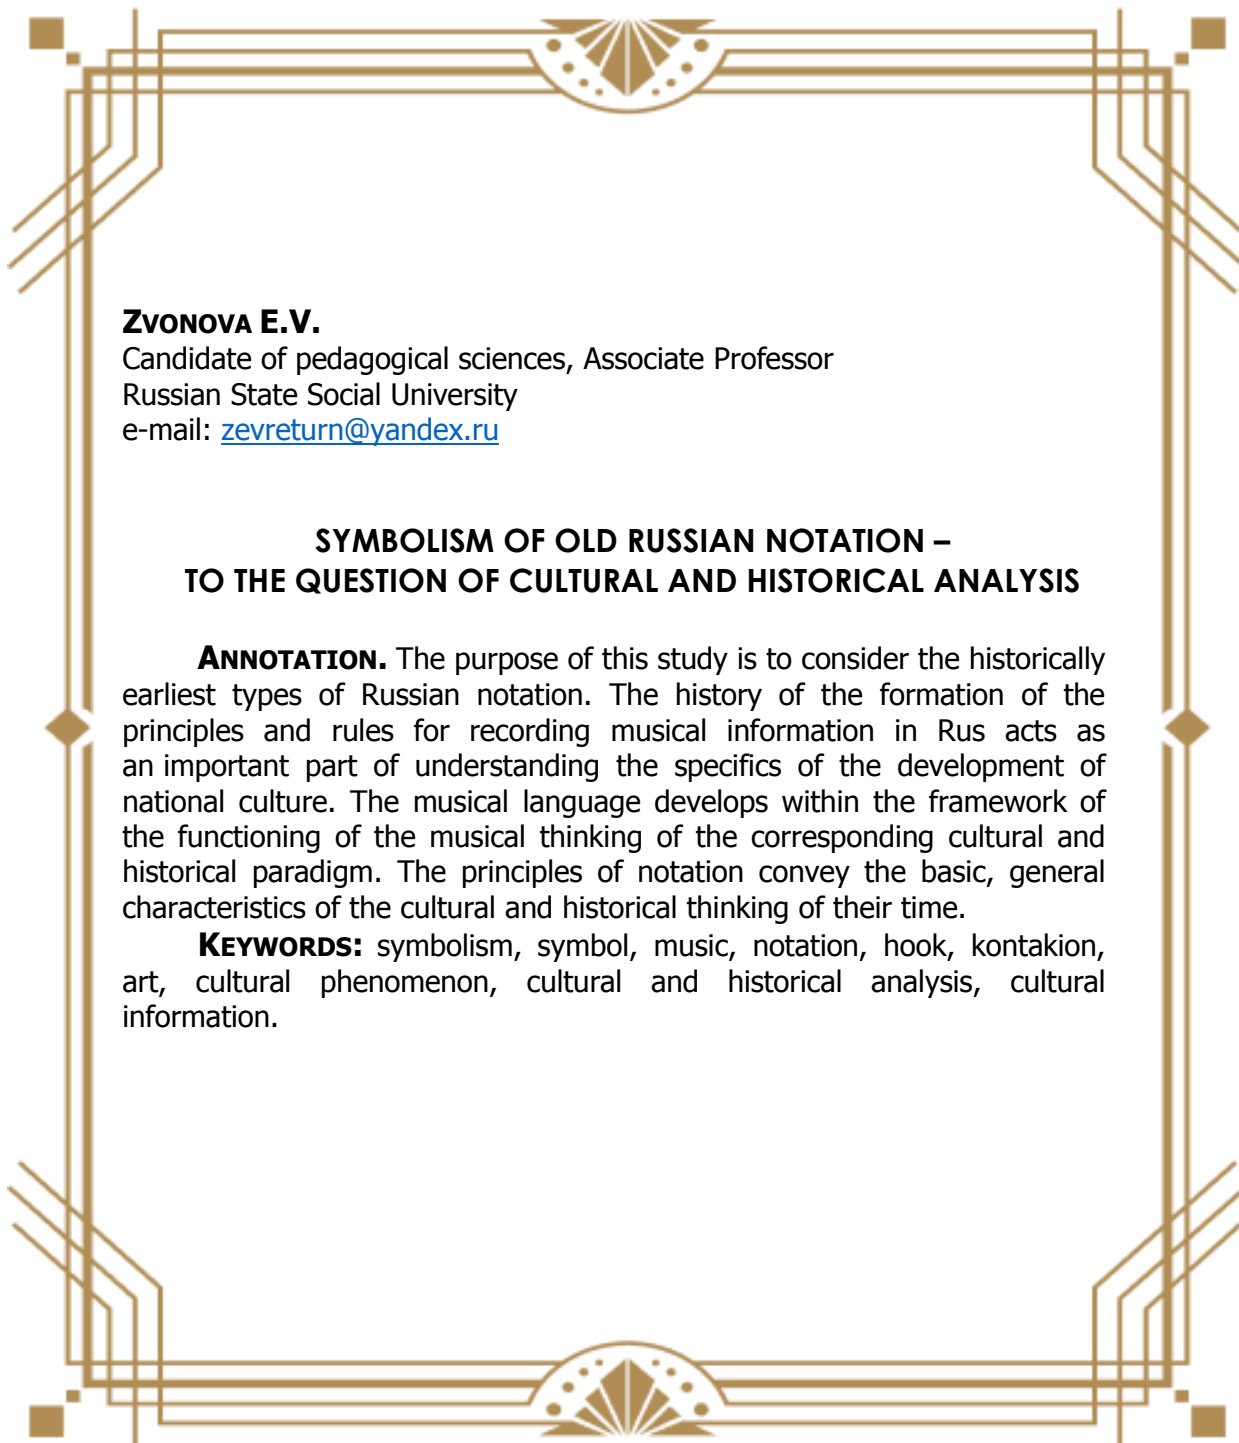 ZVONOVA E.V.
Candidate of pedagogical sciences, Associate Professor
Russian State Social University
e-mail: zevreturn@yandex.ru
SYMBOLISM OF OLD RUSSIAN NOTATION –
TO THE QUESTION OF CULTURAL AND HISTORICAL ANALYSIS
ANNOTATION. The purpose of this study is to consider the historically
earliest types of Russian notation. The history of the formation of the
principles and rules for recording musical information in Rus acts as
an important part of understanding the specifics of the development of
national culture. The musical language develops within the framework of
the functioning of the musical thinking of the corresponding cultural and
historical paradigm. The principles of notation convey the basic, general
characteristics of the cultural and historical thinking of their time.
KEYWORDS: symbolism, symbol, music, notation, hook, kontakion,
art, cultural phenomenon, cultural and historical analysis, cultural
information.